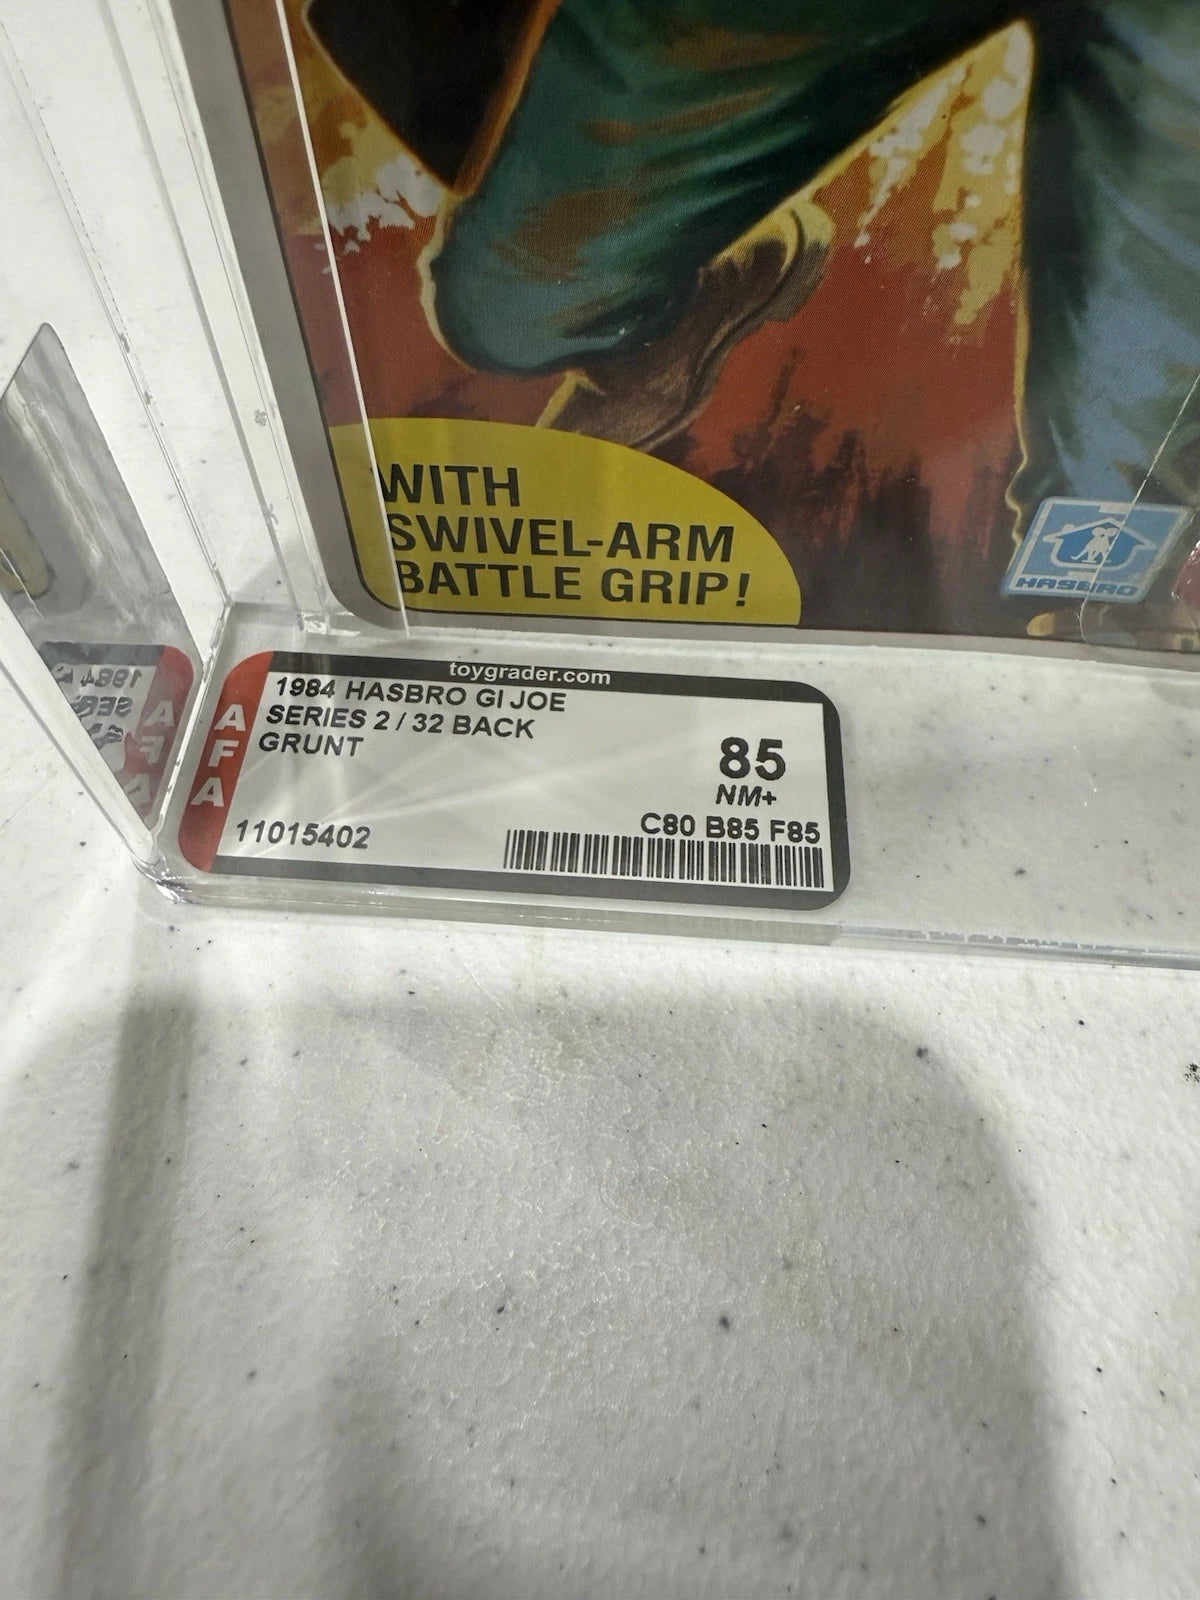 WITH
SWIVEL-ARM
BATTLE GRIP!
HASBRO
toygrader.com
1984 HASBRO GI JOE
SERIES 2 / 32 BACK
GRUNT
AFA
85
NM+
C80 B85 F85
11015402